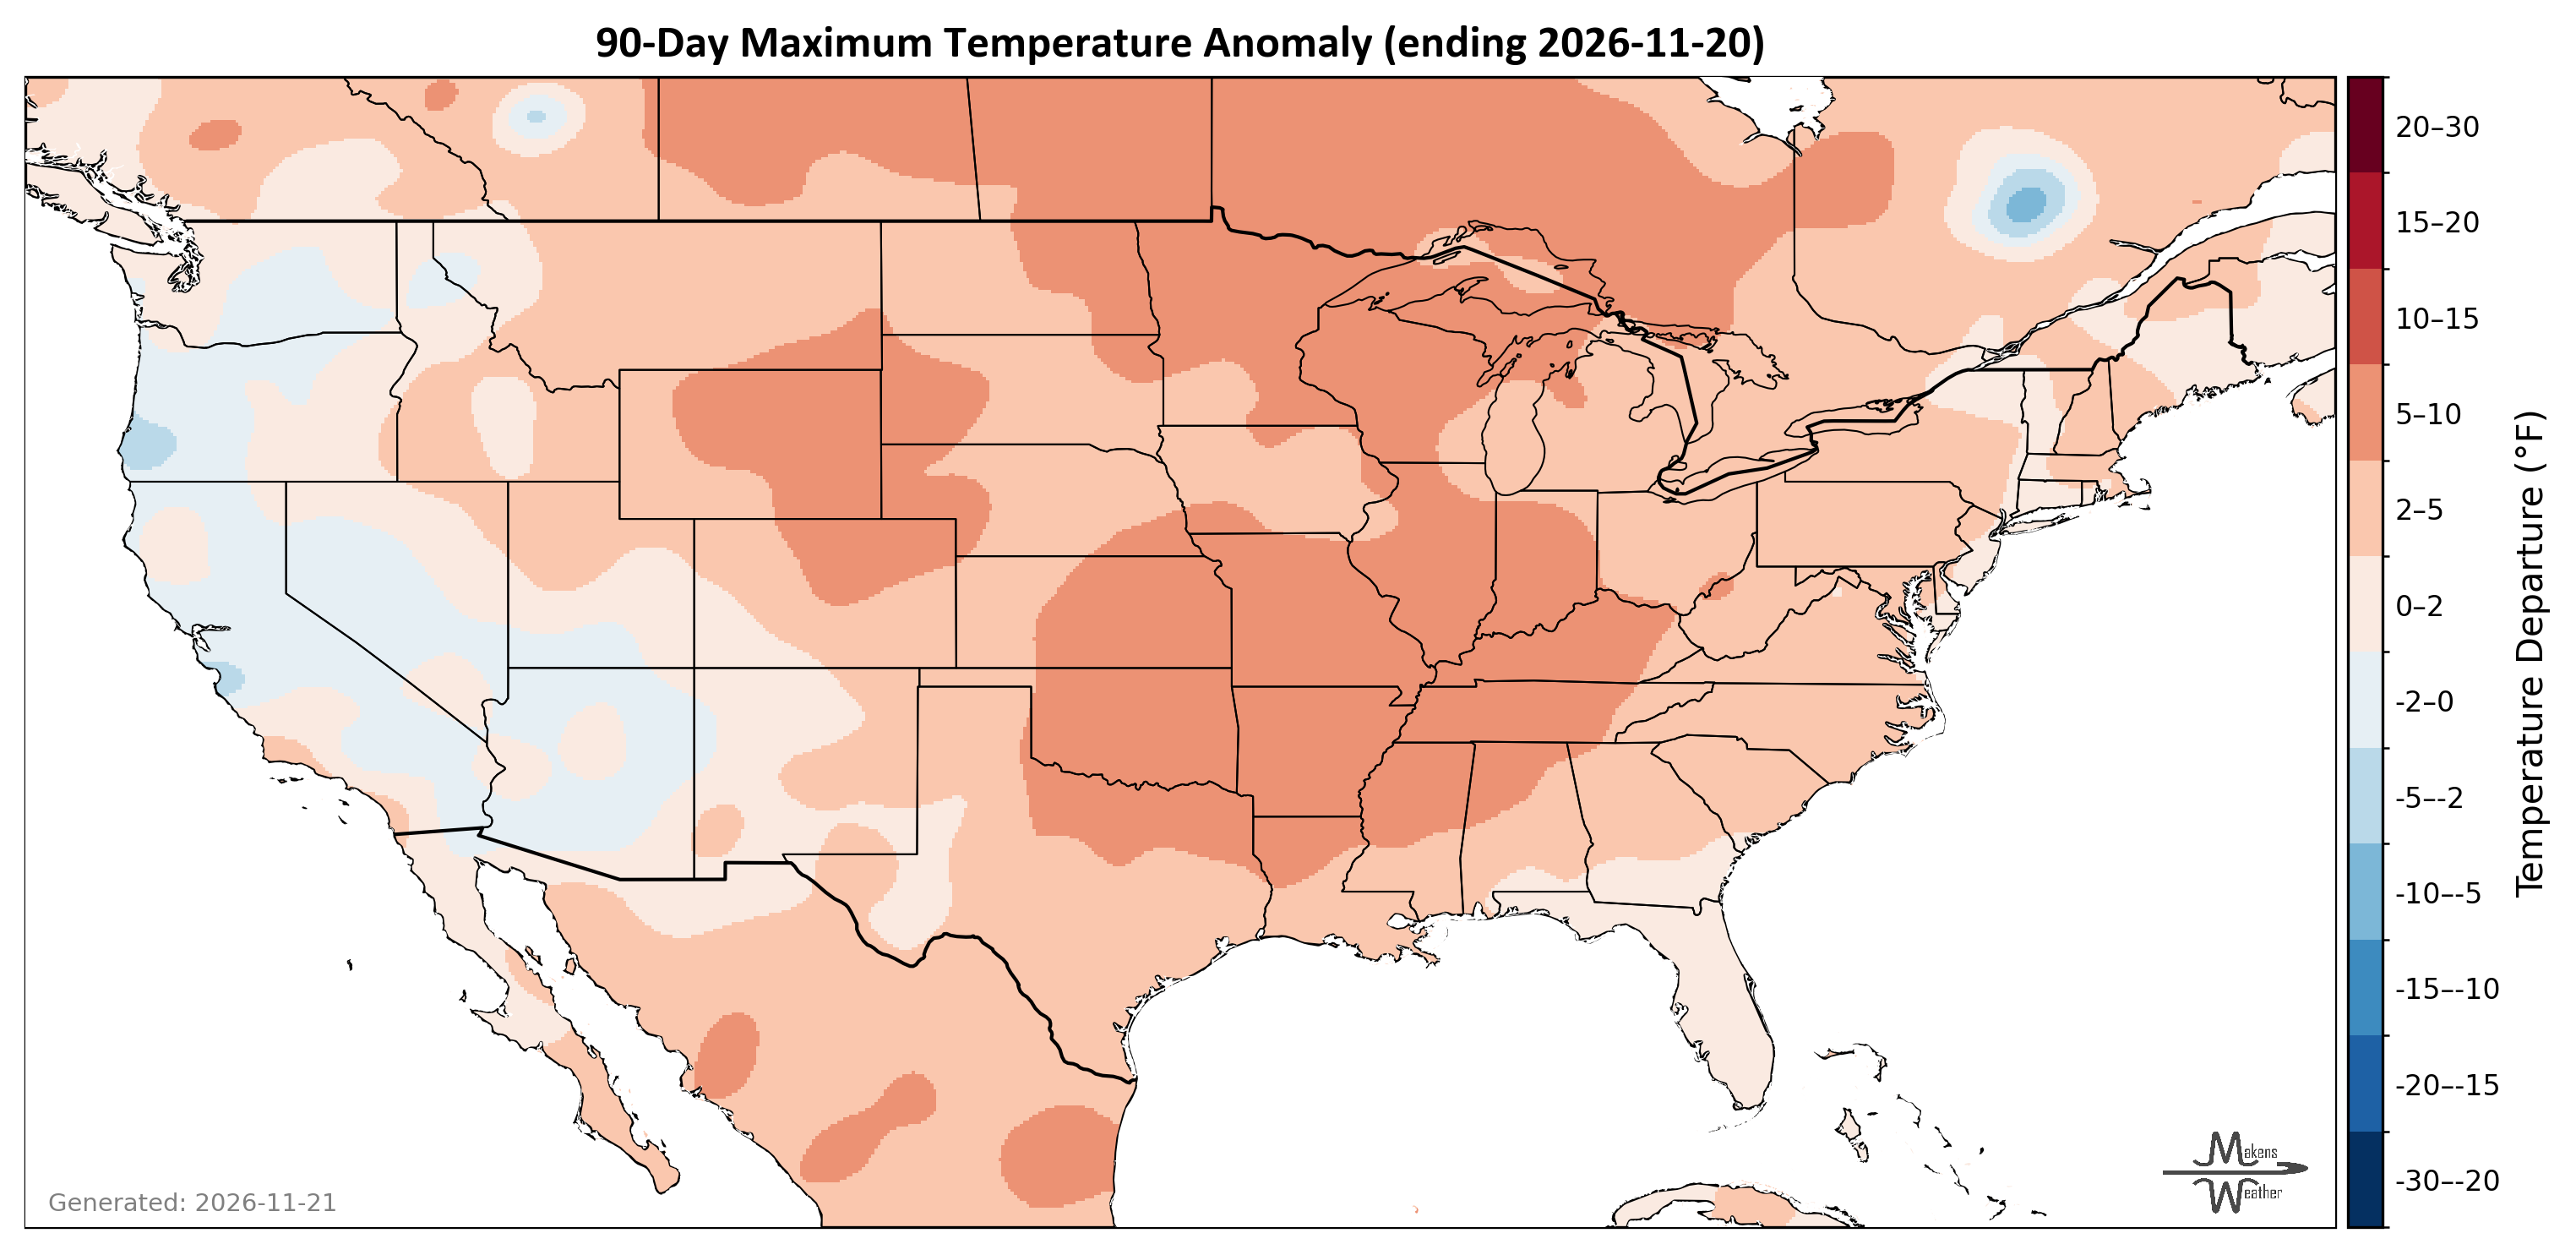 90-Day Maximum Temperature Anomaly (ending 2026-11-20)
20–30
15–20
10–15
5–10
2–5
0–2
-2–0
-5–-2
-10–-5
-15–-10
-20–-15
-30–-20
Temperature Departure (°F)
Makens
Weather
Generated: 2026-11-21